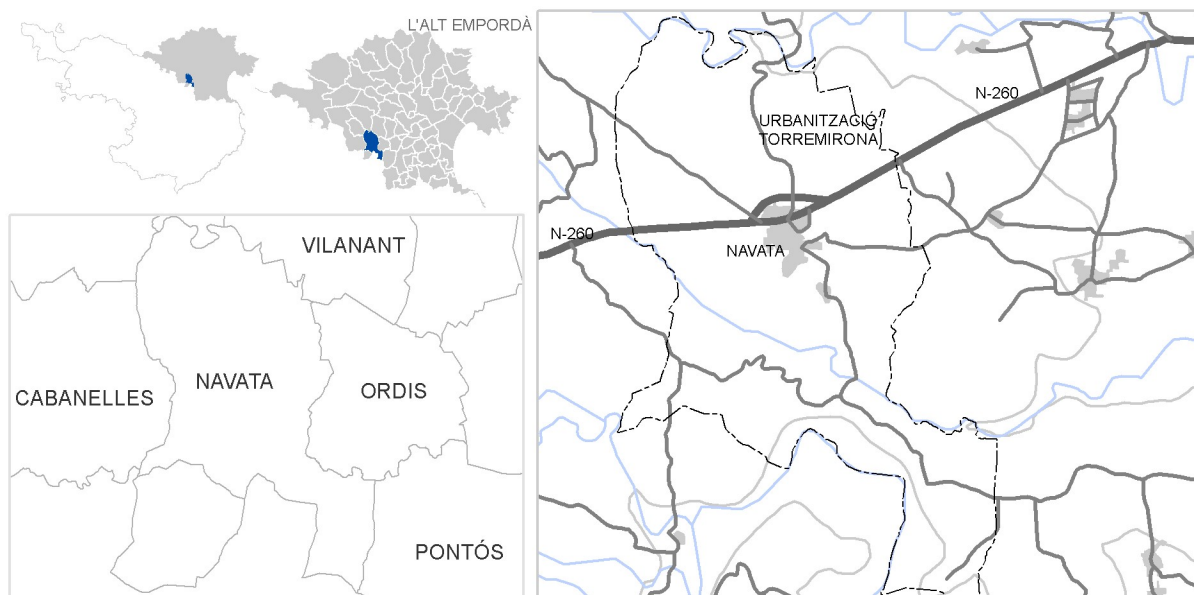 L'ALT EMPORDÀ
VILANANT
CABANELLES
NAVATA
ORDIS
PONTÓS
N-260
URBANITZACIÓ
TORREMIRONA
N-260
NAVATA